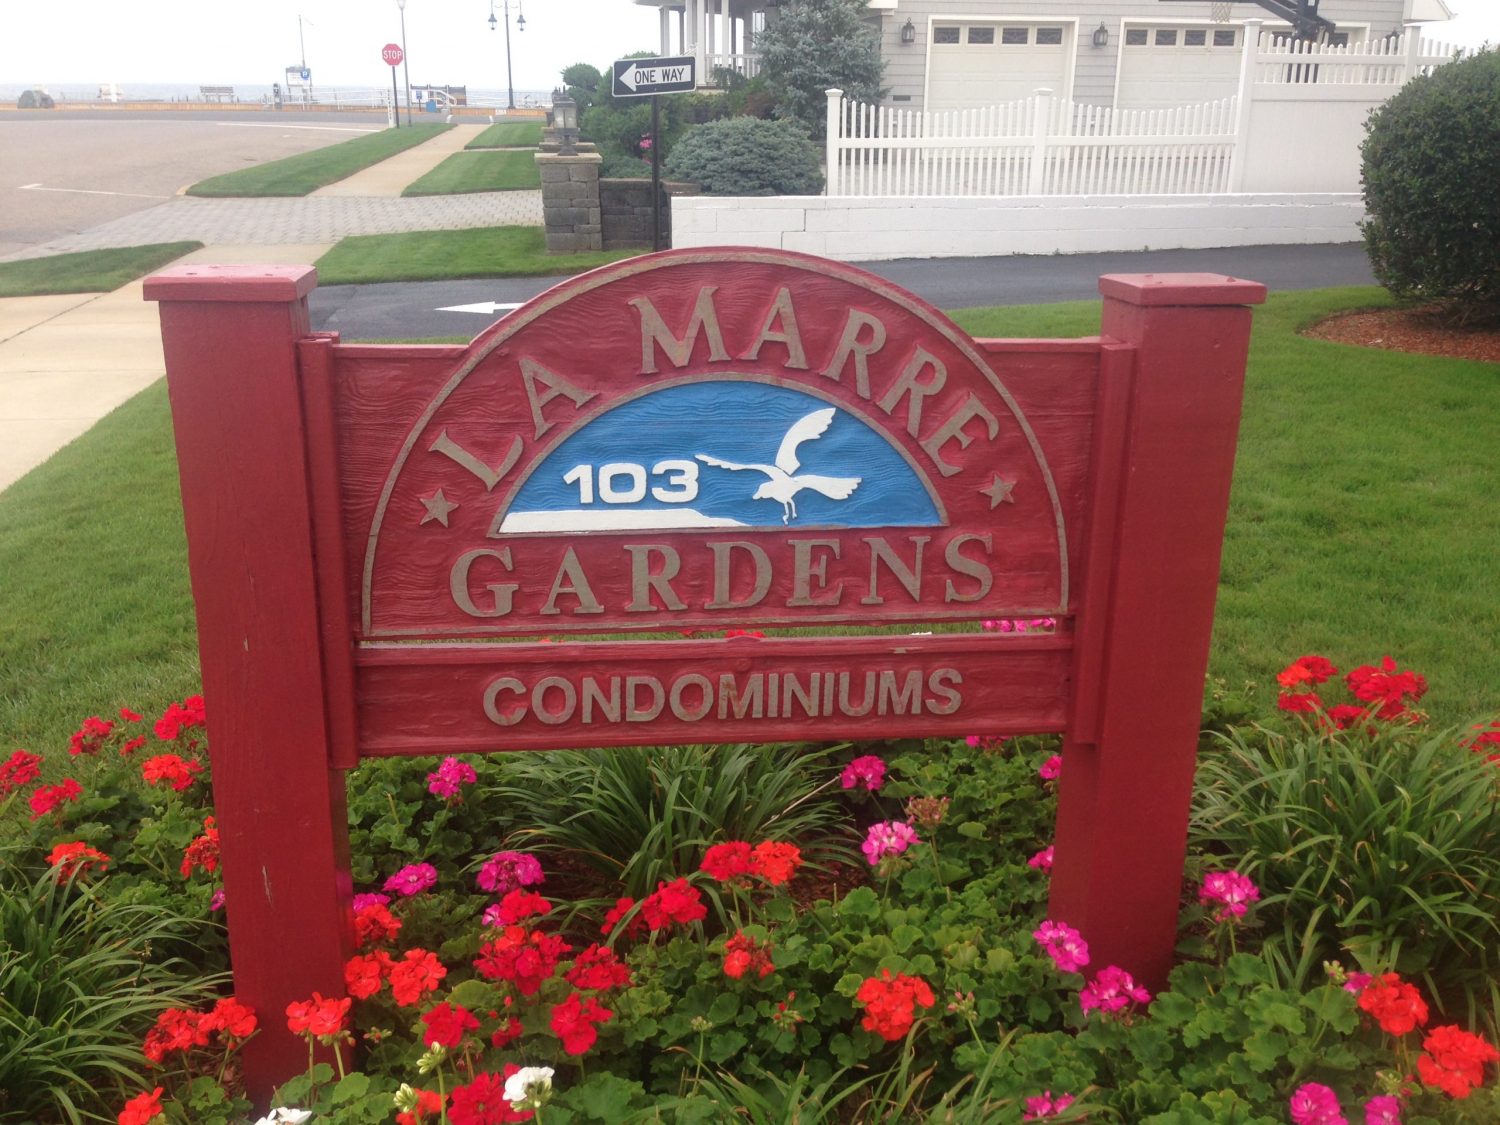 STOP
ONE WAY
LA MARRE
103
GARDENS
CONDOMINIUMS